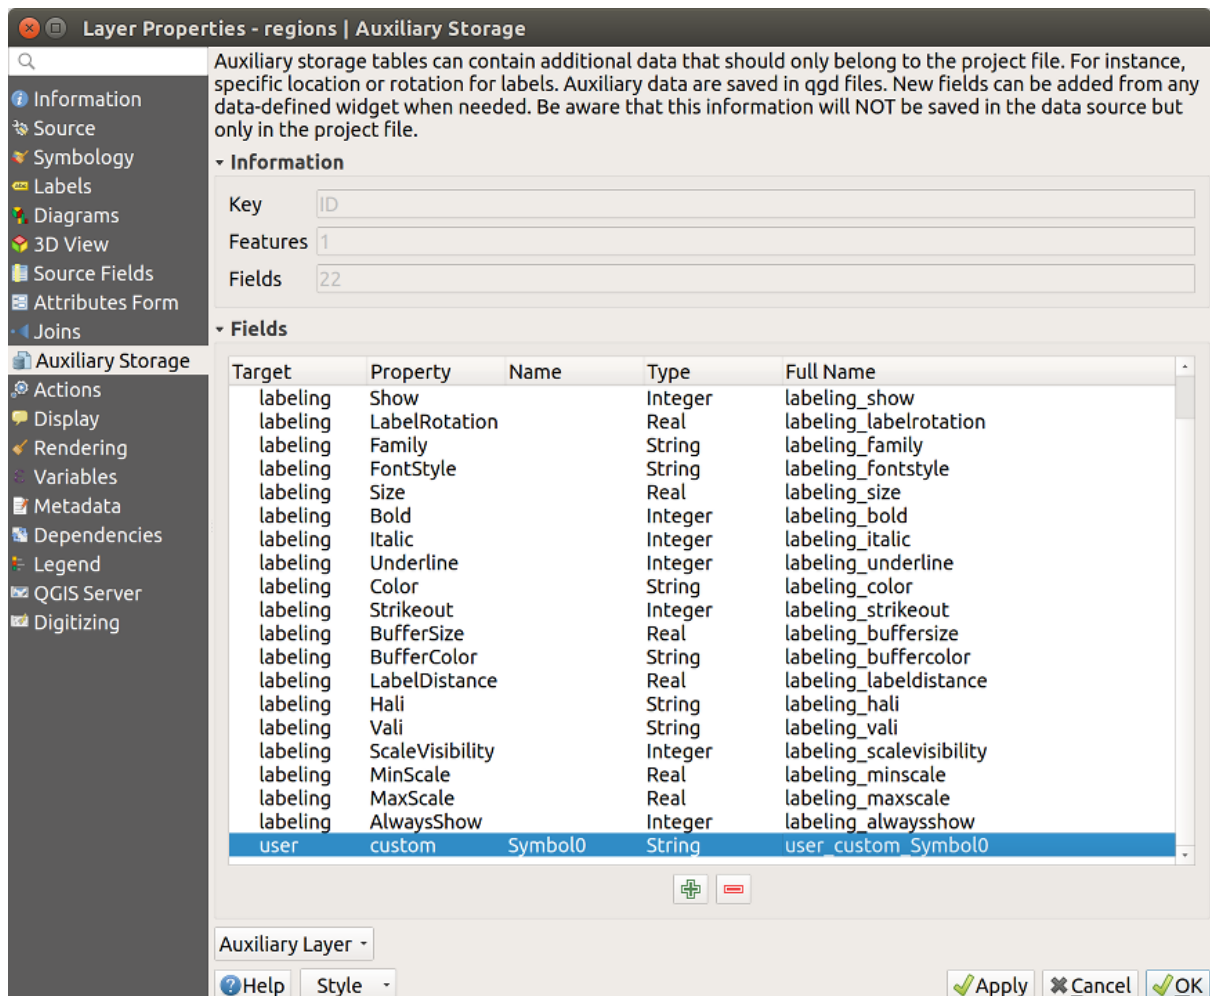 Layer Properties - regions | Auxiliary Storage
Information
Source
Symbology
Labels
Diagrams
3D View
Source Fields
Attributes Form
Joins
Auxiliary Storage
Actions
Display
Rendering
Variables
Metadata
Dependencies
Legend
QGIS Server
Digitizing
Auxiliary storage tables can contain additional data that should only belong to the project file. For instance,
specific location or rotation for labels. Auxiliary data are saved in qgd files. New fields can be added from any
data-defined widget when needed. Be aware that this information will NOT be saved in the data source but
only in the project file.
Information
Key ID
Features 1
Fields 22
Fields
Target Property Name Type Full Name
labeling Show Integer labeling_show
labeling LabelRotation Real labeling_labelrotation
labeling Family String labeling_family
labeling FontStyle String labeling_fontstyle
labeling Size Real labeling_size
labeling Bold Integer labeling_bold
labeling Italic Integer labeling_italic
labeling Underline Integer labeling_underline
labeling Color String labeling_color
labeling Strikeout Integer labeling_strikeout
labeling BufferSize Real labeling_buffersize
labeling BufferColor String labeling_buffercolor
labeling LabelDistance Real labeling_labeldistance
labeling Hali String labeling_hali
labeling Vali String labeling_vali
labeling ScaleVisibility Integer labeling_scalevisibility
labeling MinScale Real labeling_minscale
labeling MaxScale Real labeling_maxscale
labeling AlwaysShow Integer labeling_alwaysshow
user custom Symbol0 String user_custom_Symbol0
Auxiliary Layer
Help Style Apply Cancel OK